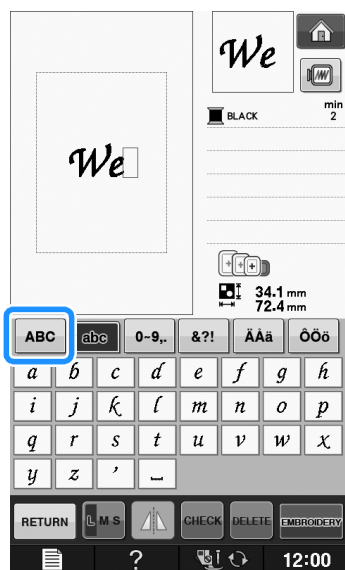 We
BLACK
min
2
We
34.1 mm
72.4 mm
ABC abc 0~9,. &?! ÄÅä ÔÖö
a b c d e f g h
i j k l m n o p
q r s t u v w x
y z ’ ⎵
RETURN L M S CHECK DELETE EMBROIDERY
? 12:00